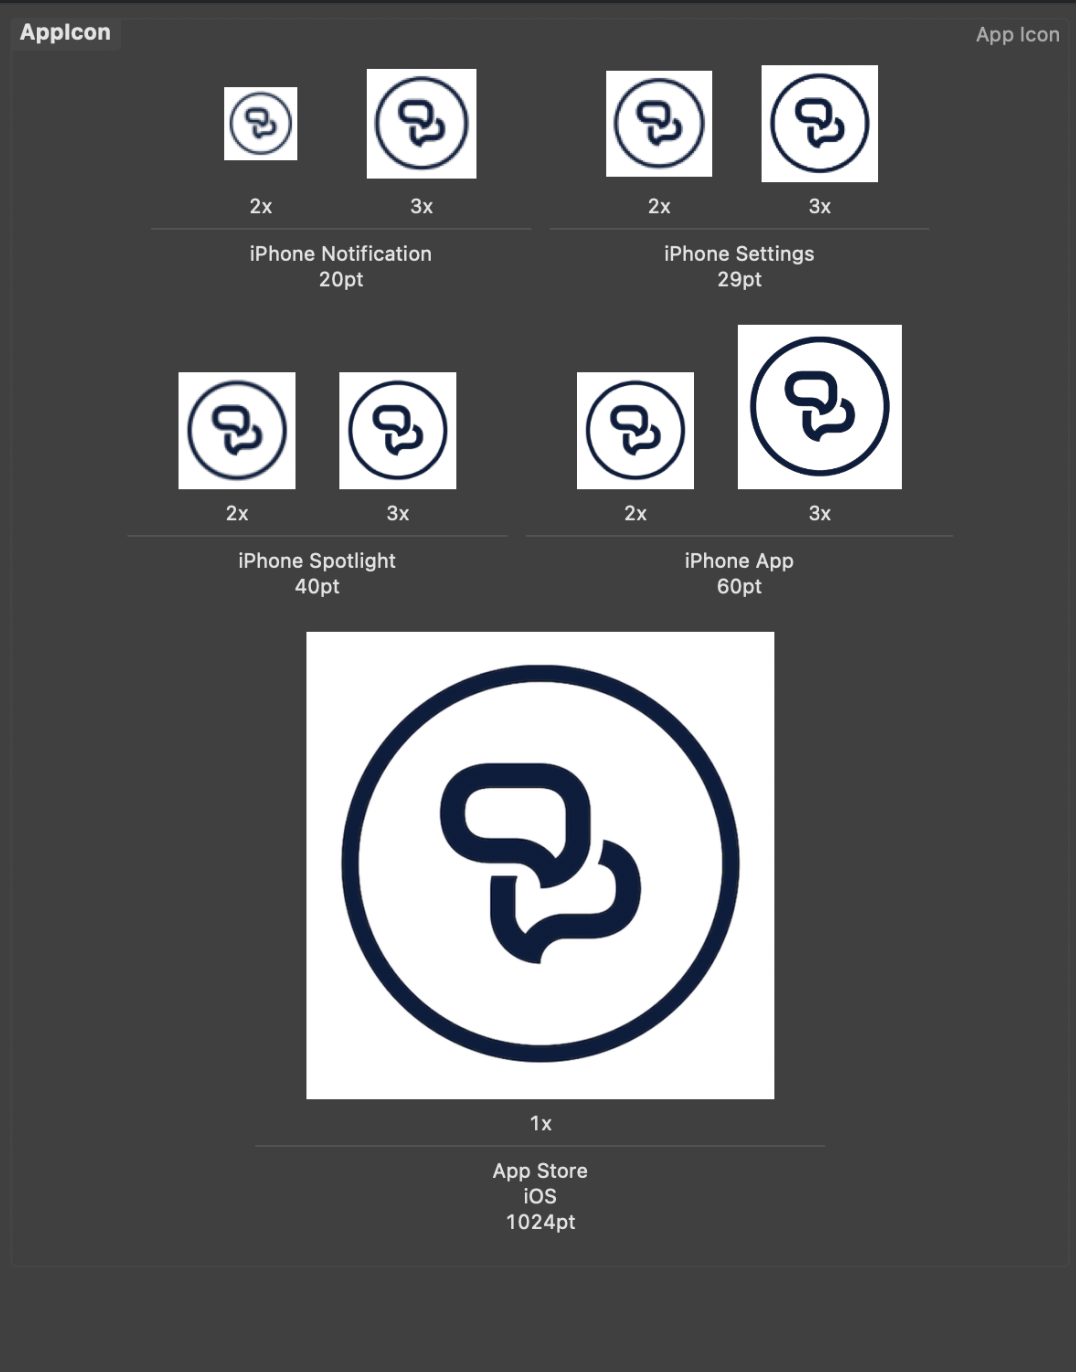 AppIcon
App Icon
2x
3x
2x
3x
iPhone Notification
20pt
iPhone Settings
29pt
2x
3x
2x
3x
iPhone Spotlight
40pt
iPhone App
60pt
1x
App Store
iOS
1024pt